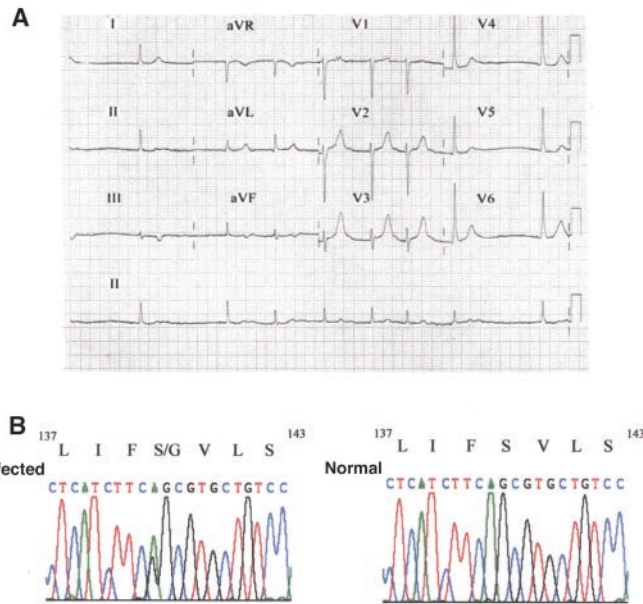 A
I aVR V1 V4
II aVL V2 V5
III aVF V3 V6
II
B
137 L I F S/G V L S 143
fected
CTCATCTTCAGCGTGCTGTCC
137 L I F S V L S 143
Normal
CTCATCTTCAGCGTGCTGTCC